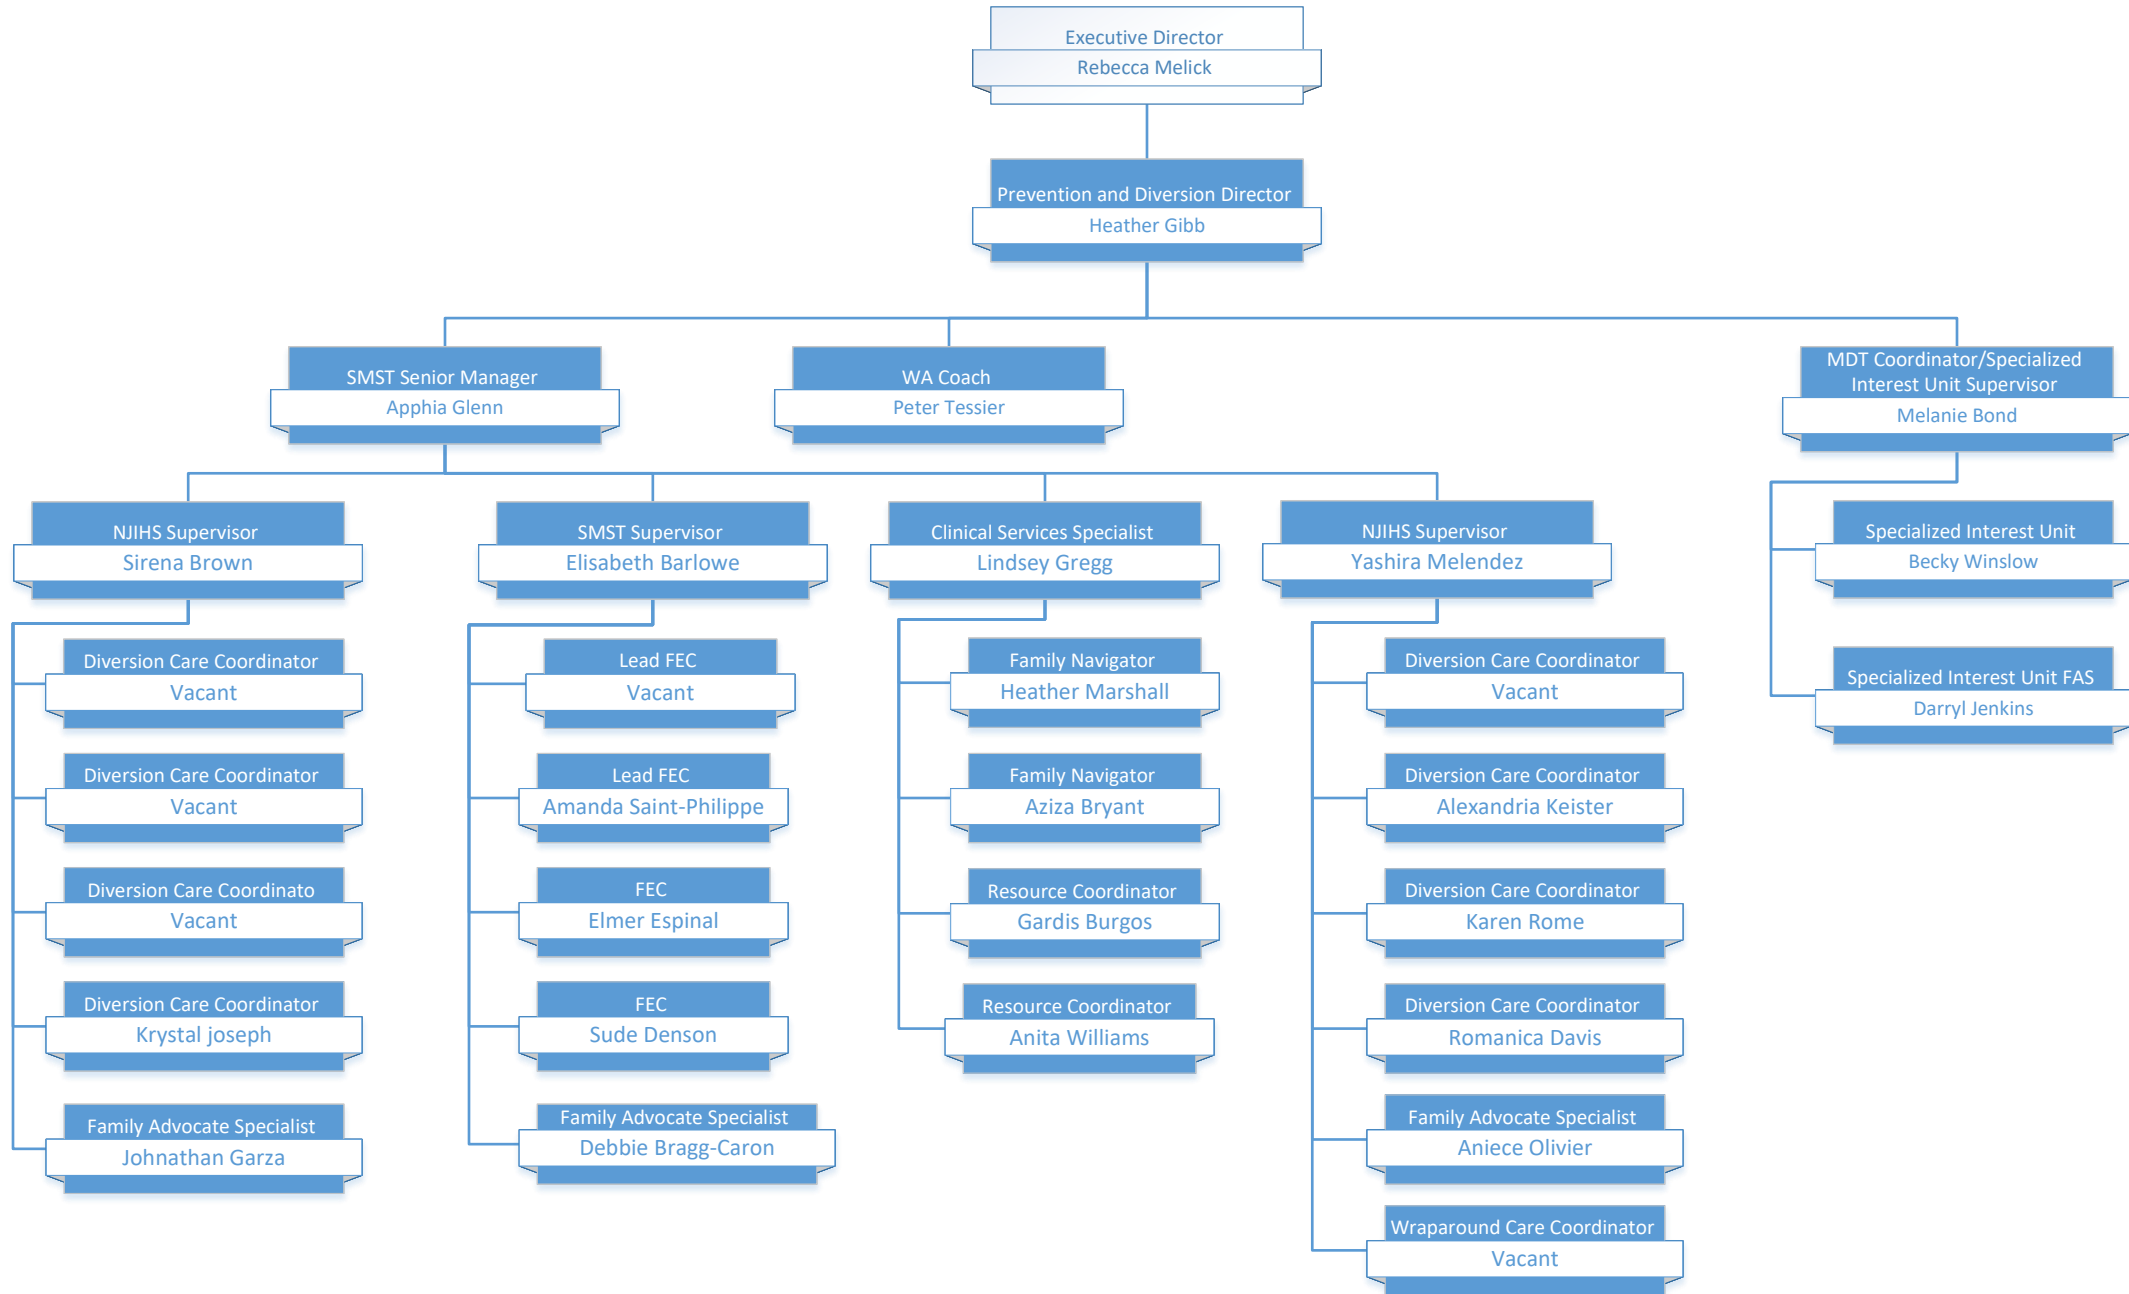 Executive Director
Rebecca Melick
Prevention and Diversion Director
Heather Gibb
SMST Senior Manager
Apphia Glenn
WA Coach
Peter Tessier
MDT Coordinator/Specialized
Interest Unit Supervisor
Melanie Bond
NJIHS Supervisor
Sirena Brown
Diversion Care Coordinator
Vacant
Diversion Care Coordinator
Vacant
Diversion Care Coordinato
Vacant
Diversion Care Coordinator
Krystal joseph
Family Advocate Specialist
Johnathan Garza
SMST Supervisor
Elisabeth Barlowe
Lead FEC
Vacant
Lead FEC
Amanda Saint-Philippe
FEC
Elmer Espinal
FEC
Sude Denson
Family Advocate Specialist
Debbie Bragg-Caron
Clinical Services Specialist
Lindsey Gregg
Family Navigator
Heather Marshall
Family Navigator
Aziza Bryant
Resource Coordinator
Gardis Burgos
Resource Coordinator
Anita Williams
NJIHS Supervisor
Yashira Melendez
Diversion Care Coordinator
Vacant
Diversion Care Coordinator
Alexandria Keister
Diversion Care Coordinator
Karen Rome
Diversion Care Coordinator
Romanica Davis
Family Advocate Specialist
Aniece Olivier
Wraparound Care Coordinator
Vacant
Specialized Interest Unit
Becky Winslow
Specialized Interest Unit FAS
Darryl Jenkins